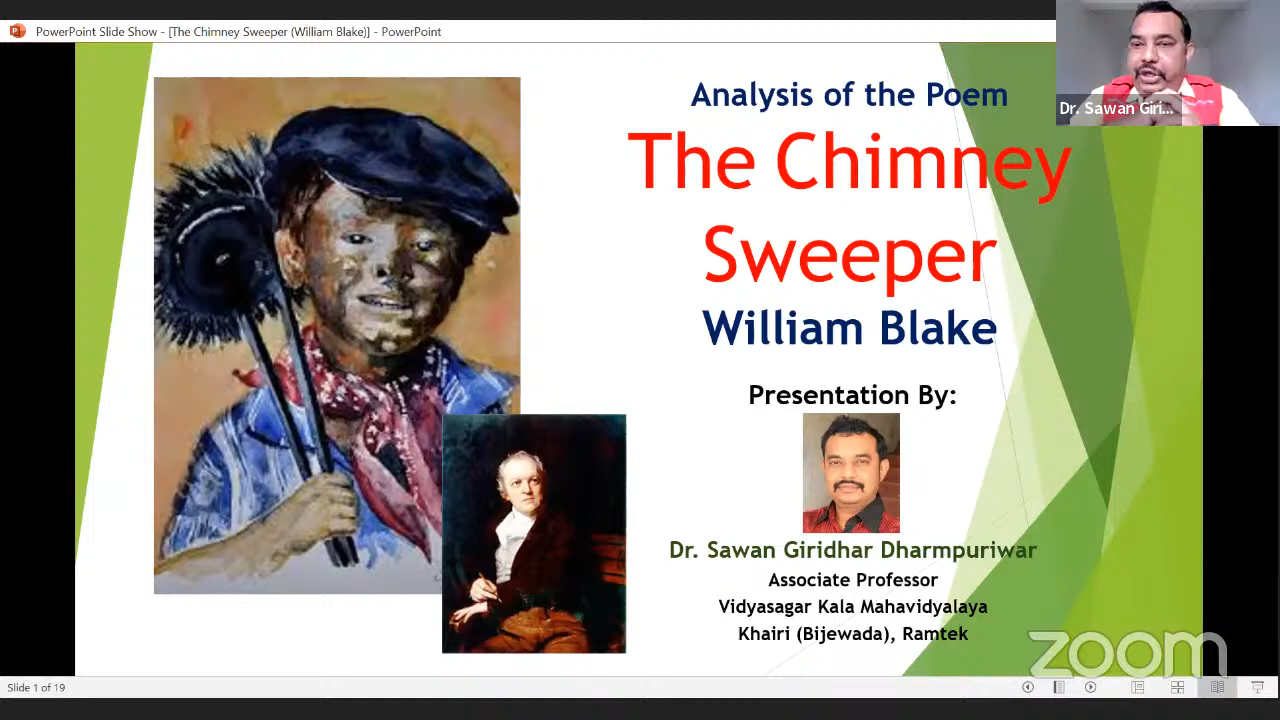 PowerPoint Slide Show - [The Chimney Sweeper (William Blake)] - PowerPoint
Dr. Sawan Giri...
Analysis of the Poem
The Chimney
Sweeper
William Blake
Presentation By:
Dr. Sawan Giridhar Dharmpuriwar
Associate Professor
Vidyasagar Kala Mahavidyalaya
Khairi (Bijewada), Ramtek
zoom
Slide 1 of 19